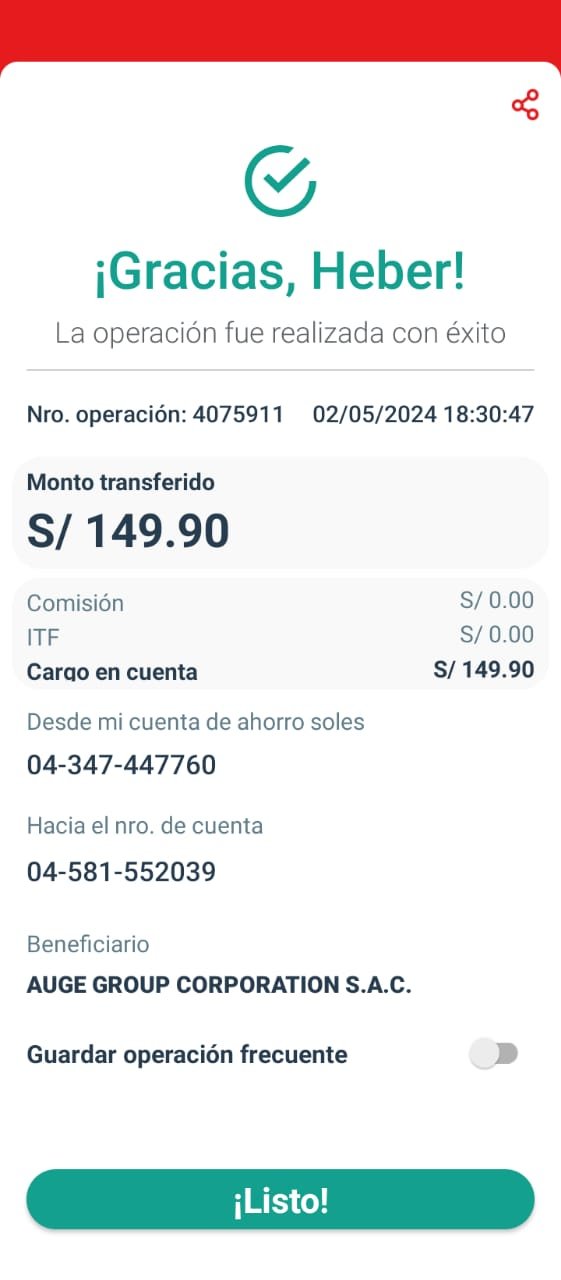 ¡Gracias, Heber!
La operación fue realizada con éxito
Nro. operación: 4075911 02/05/2024 18:30:47
Monto transferido
S/ 149.90
Comisión S/ 0.00
ITF S/ 0.00
Cargo en cuenta S/ 149.90
Desde mi cuenta de ahorro soles
04-347-447760
Hacia el nro. de cuenta
04-581-552039
Beneficiario
AUGE GROUP CORPORATION S.A.C.
Guardar operación frecuente
¡Listo!